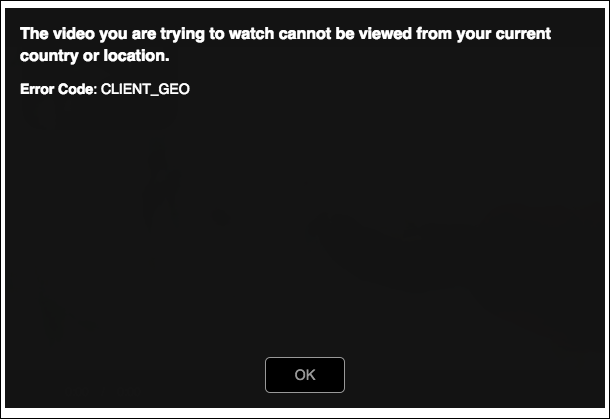 The video you are trying to watch cannot be viewed from your current
country or location.
Error Code: CLIENT_GEO
OK